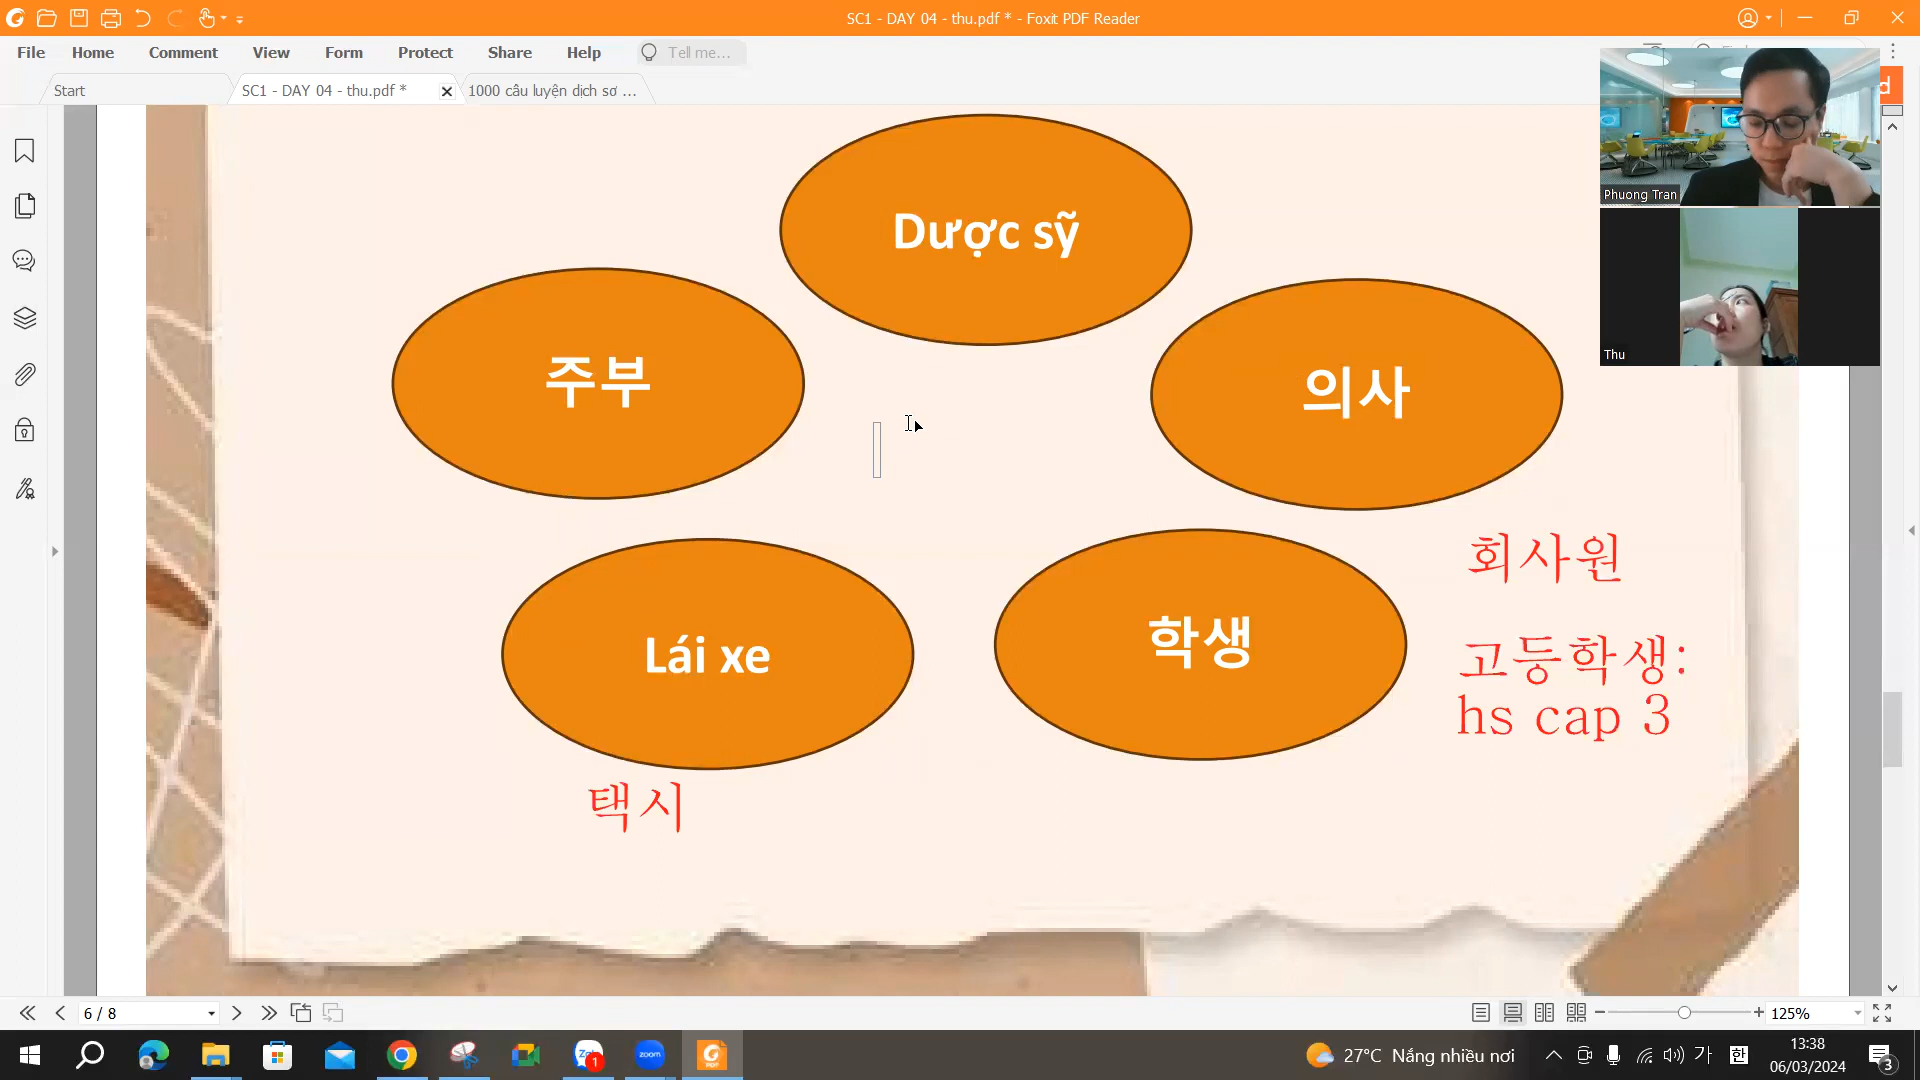 SC1 - DAY 04 - thu.pdf * - Foxit PDF Reader
File Home Comment View Form Protect Share Help Tell me...
Start
SC1 - DAY 04 - thu.pdf *
1000 câu luyện dịch sơ ...
Phuong Tran
Thu
Dược sỹ
주부
의사
회사원
Lái xe
학생
고등학생:
hs cap 3
택시
6 / 8
125%
zoom
1
27°C Nắng nhiều nơi
가
한
13:38
06/03/2024
3